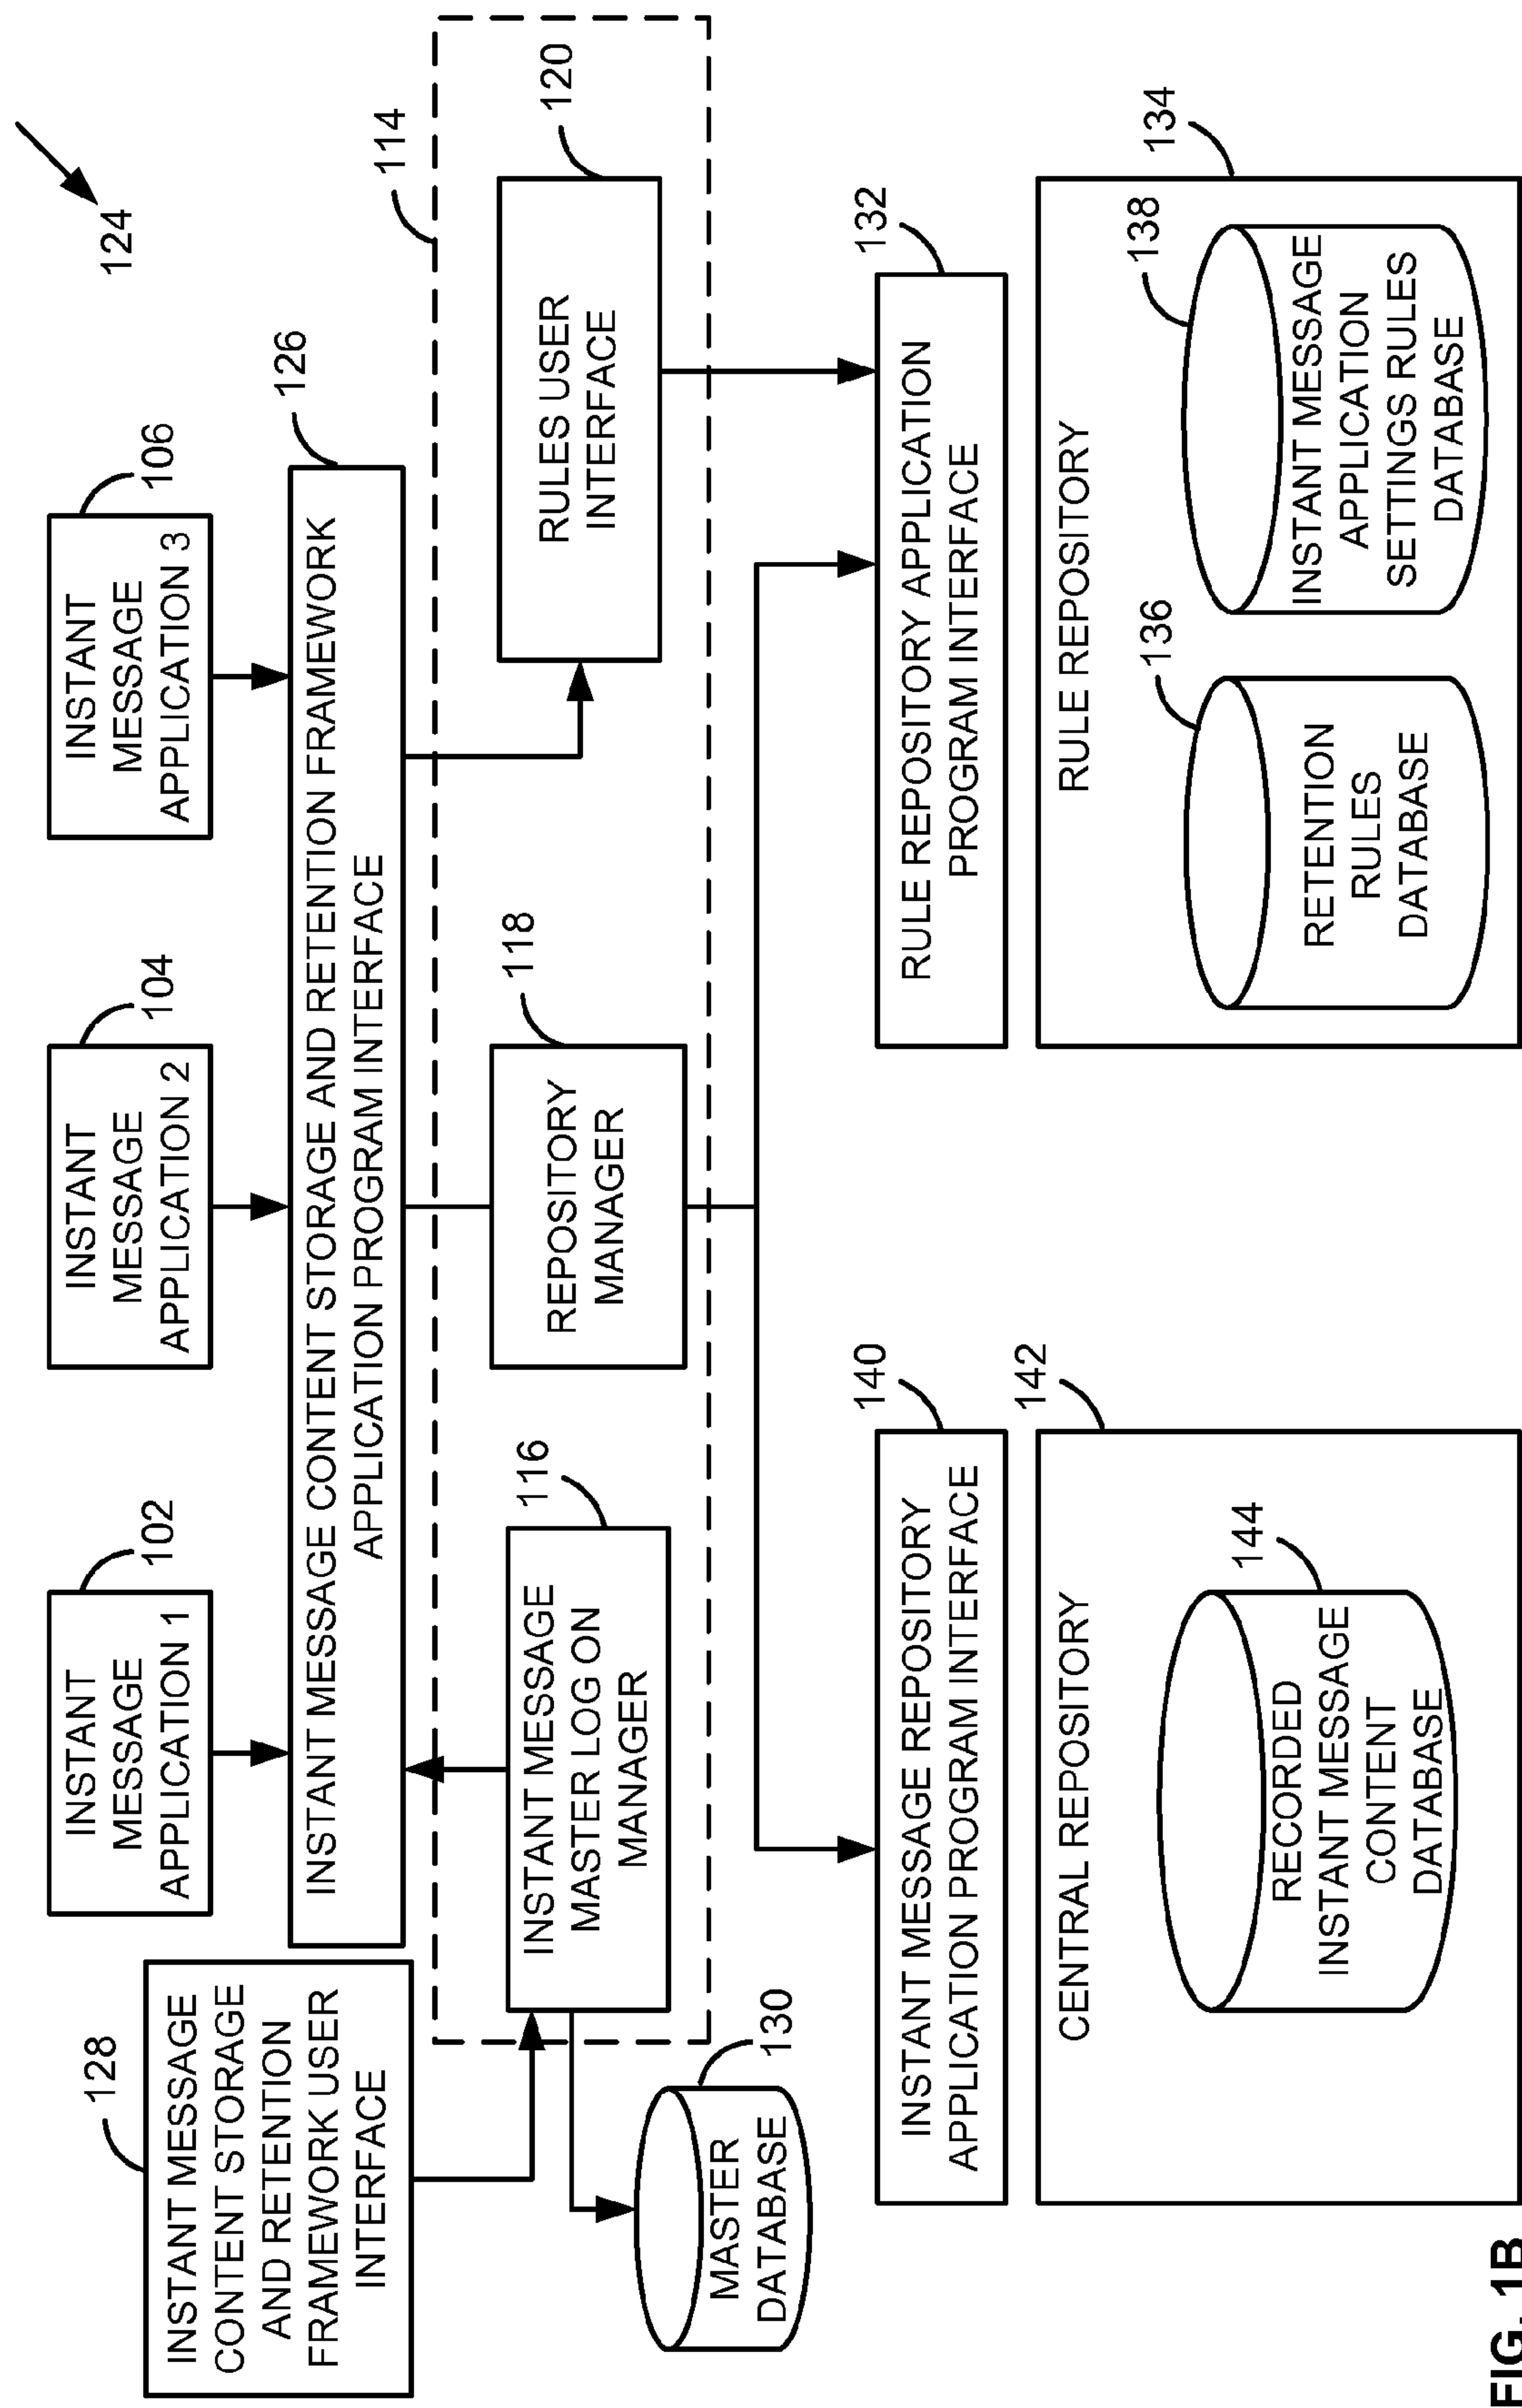 124
102
INSTANT
MESSAGE
APPLICATION 1
104
INSTANT
MESSAGE
APPLICATION 2
106
INSTANT
MESSAGE
APPLICATION 3
128
INSTANT MESSAGE
CONTENT STORAGE
AND RETENTION
FRAMEWORK USER
INTERFACE
126
INSTANT MESSAGE CONTENT STORAGE AND RETENTION FRAMEWORK
APPLICATION PROGRAM INTERFACE
114
116
INSTANT MESSAGE
MASTER LOG ON
MANAGER
118
REPOSITORY
MANAGER
120
RULES USER
INTERFACE
130
MASTER
DATABASE
140
INSTANT MESSAGE REPOSITORY
APPLICATION PROGRAM INTERFACE
132
RULE REPOSITORY APPLICATION
PROGRAM INTERFACE
142
CENTRAL REPOSITORY
144
RECORDED
INSTANT MESSAGE
CONTENT
DATABASE
134
RULE REPOSITORY
136
RETENTION
RULES
DATABASE
138
INSTANT MESSAGE
APPLICATION
SETTINGS RULES
DATABASE
FIG. 1B